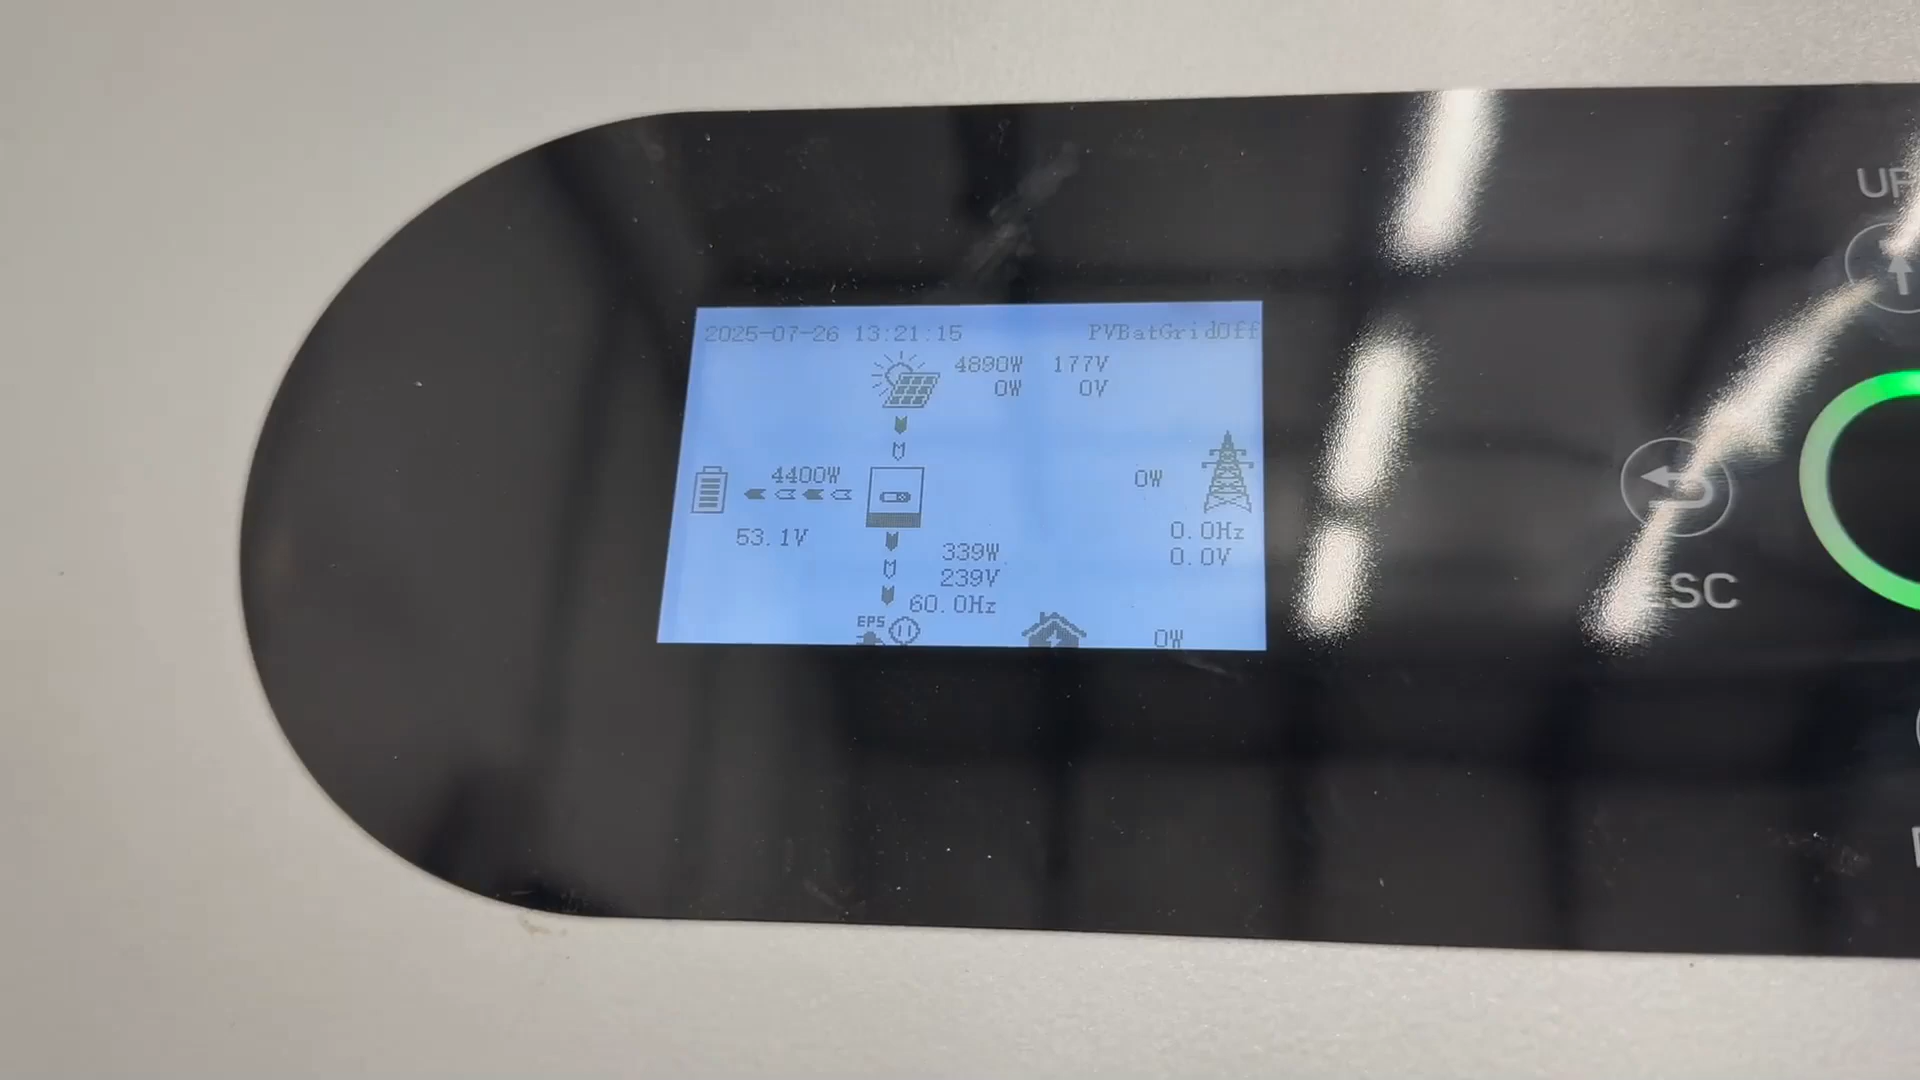 2025-07-26 13:21:15 PVBatGridOff
4890W 177V
0W 0V
4400W
0W
53.1V
0.0Hz
0.0V
339W
239V
60.0Hz
EPS
0W
ESC